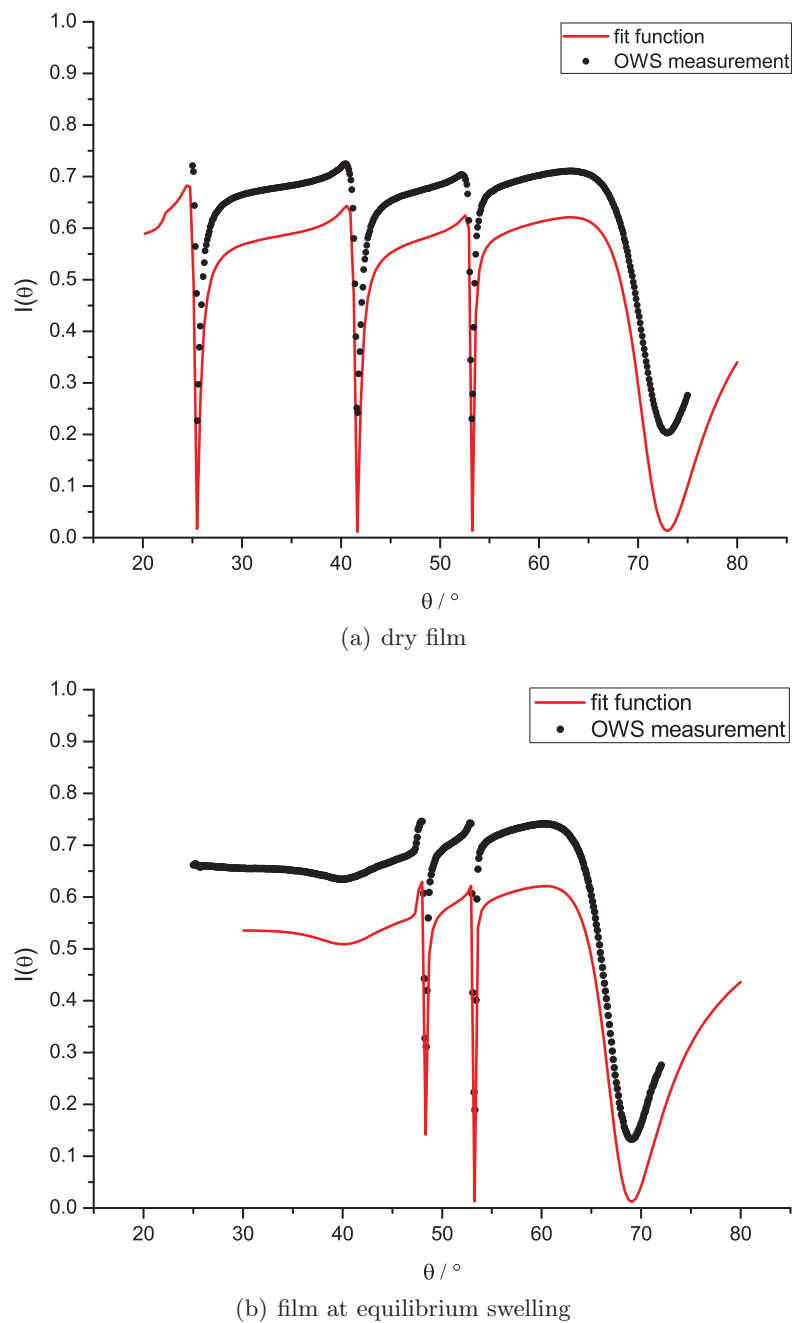 1.0
0.9
0.8
0.7
0.6
0.5
0.4
0.3
0.2
0.1
0.0
I(θ)
fit function
OWS measurement
20 30 40 50 60 70 80
θ / °
(a) dry film
1.0
0.9
0.8
0.7
0.6
0.5
0.4
0.3
0.2
0.1
0.0
I(θ)
fit function
OWS measurement
20 30 40 50 60 70 80
θ / °
(b) film at equilibrium swelling